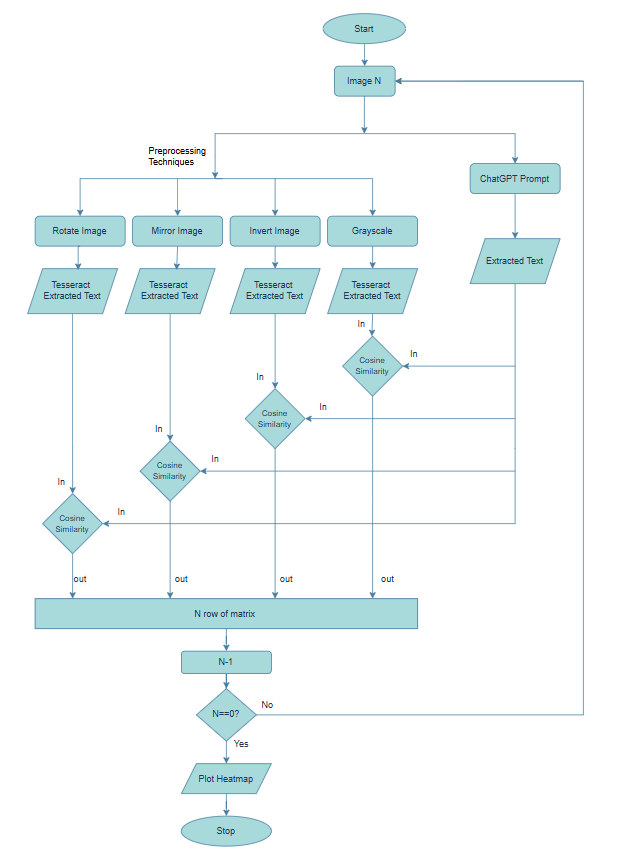 Start
Image N
Preprocessing
Techniques
ChatGPT Prompt
Rotate Image
Mirror Image
Invert Image
Grayscale
Extracted Text
Tesseract
Extracted Text
Tesseract
Extracted Text
Tesseract
Extracted Text
Tesseract
Extracted Text
In
In
Cosine
Similarity
In
In
Cosine
Similarity
In
In
Cosine
Similarity
In
In
Cosine
Similarity
out
out
out
out
N row of matrix
N-1
No
N==0?
Yes
Plot Heatmap
Stop